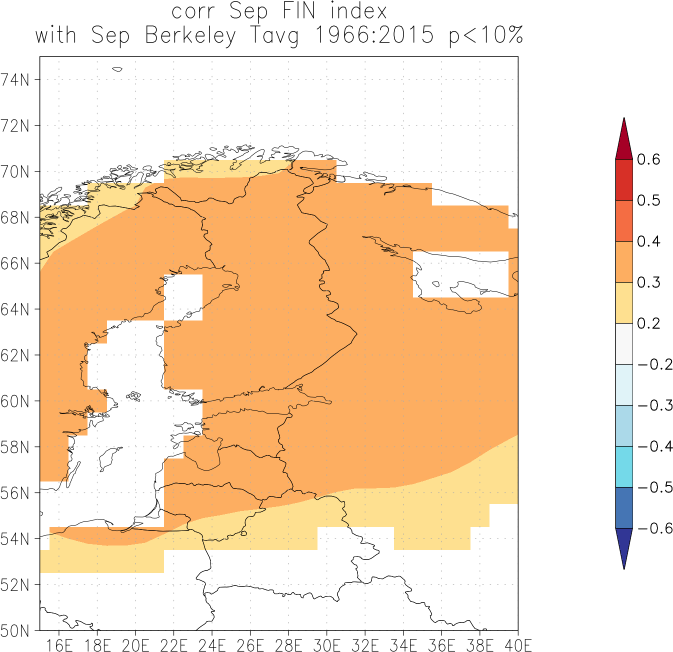 corr Sep FIN index
with Sep Berkeley Tavg 1966:2015 p<10%
74N
72N
70N
68N
66N
64N
62N
60N
58N
56N
54N
52N
50N
16E 18E 20E 22E 24E 26E 28E 30E 32E 34E 36E 38E 40E
0.6
0.5
0.4
0.3
0.2
-0.2
-0.3
-0.4
-0.5
-0.6